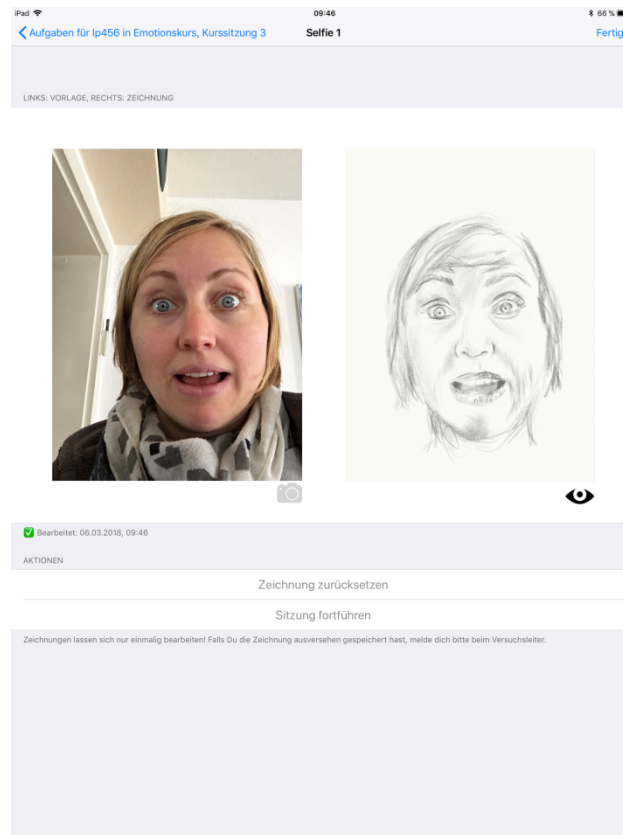 iPad 09:46 66 %
Aufgaben für lp456 in Emotionskurs, Kurssitzung 3 Selfie 1 Fertig
LINKS: VORLAGE, RECHTS: ZEICHNUNG
Bearbeitet: 06.03.2018, 09:46
AKTIONEN
Zeichnung zurücksetzen
Sitzung fortführen
Zeichnungen lassen sich nur einmalig bearbeiten! Falls Du die Zeichnung ausversehen gespeichert hast, melde dich bitte beim Versuchsleiter.